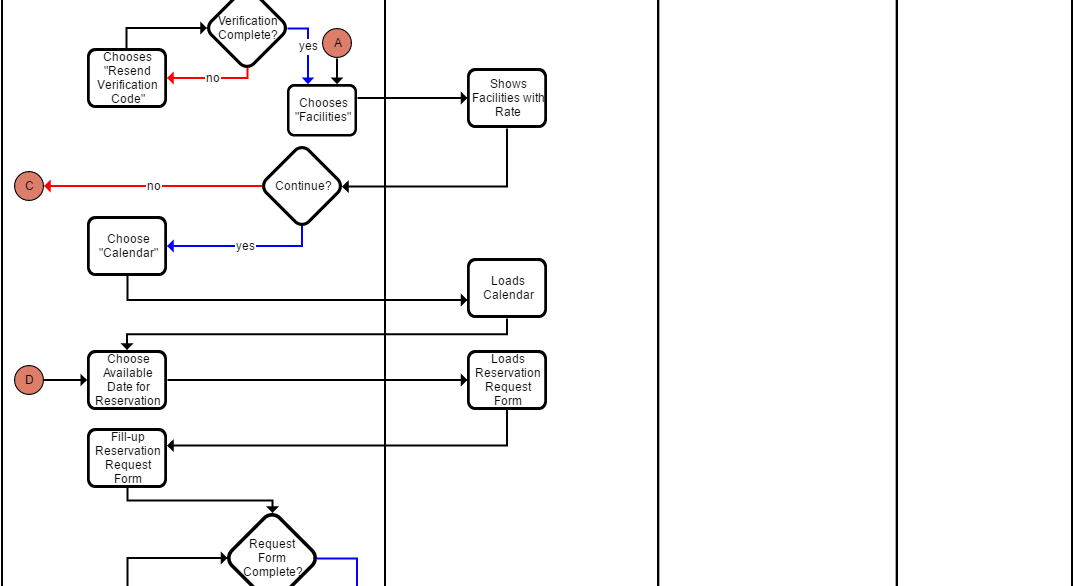 Verification
Complete?
yes
A
Chooses
"Resend
Verification
Code"
no
Chooses
"Facilities"
Shows
Facilities with
Rate
C
no
Continue?
Choose
"Calendar"
yes
Loads
Calendar
D
Choose
Available
Date for
Reservation
Loads
Reservation
Request
Form
Fill-up
Reservation
Request
Form
Request
Form
Complete?